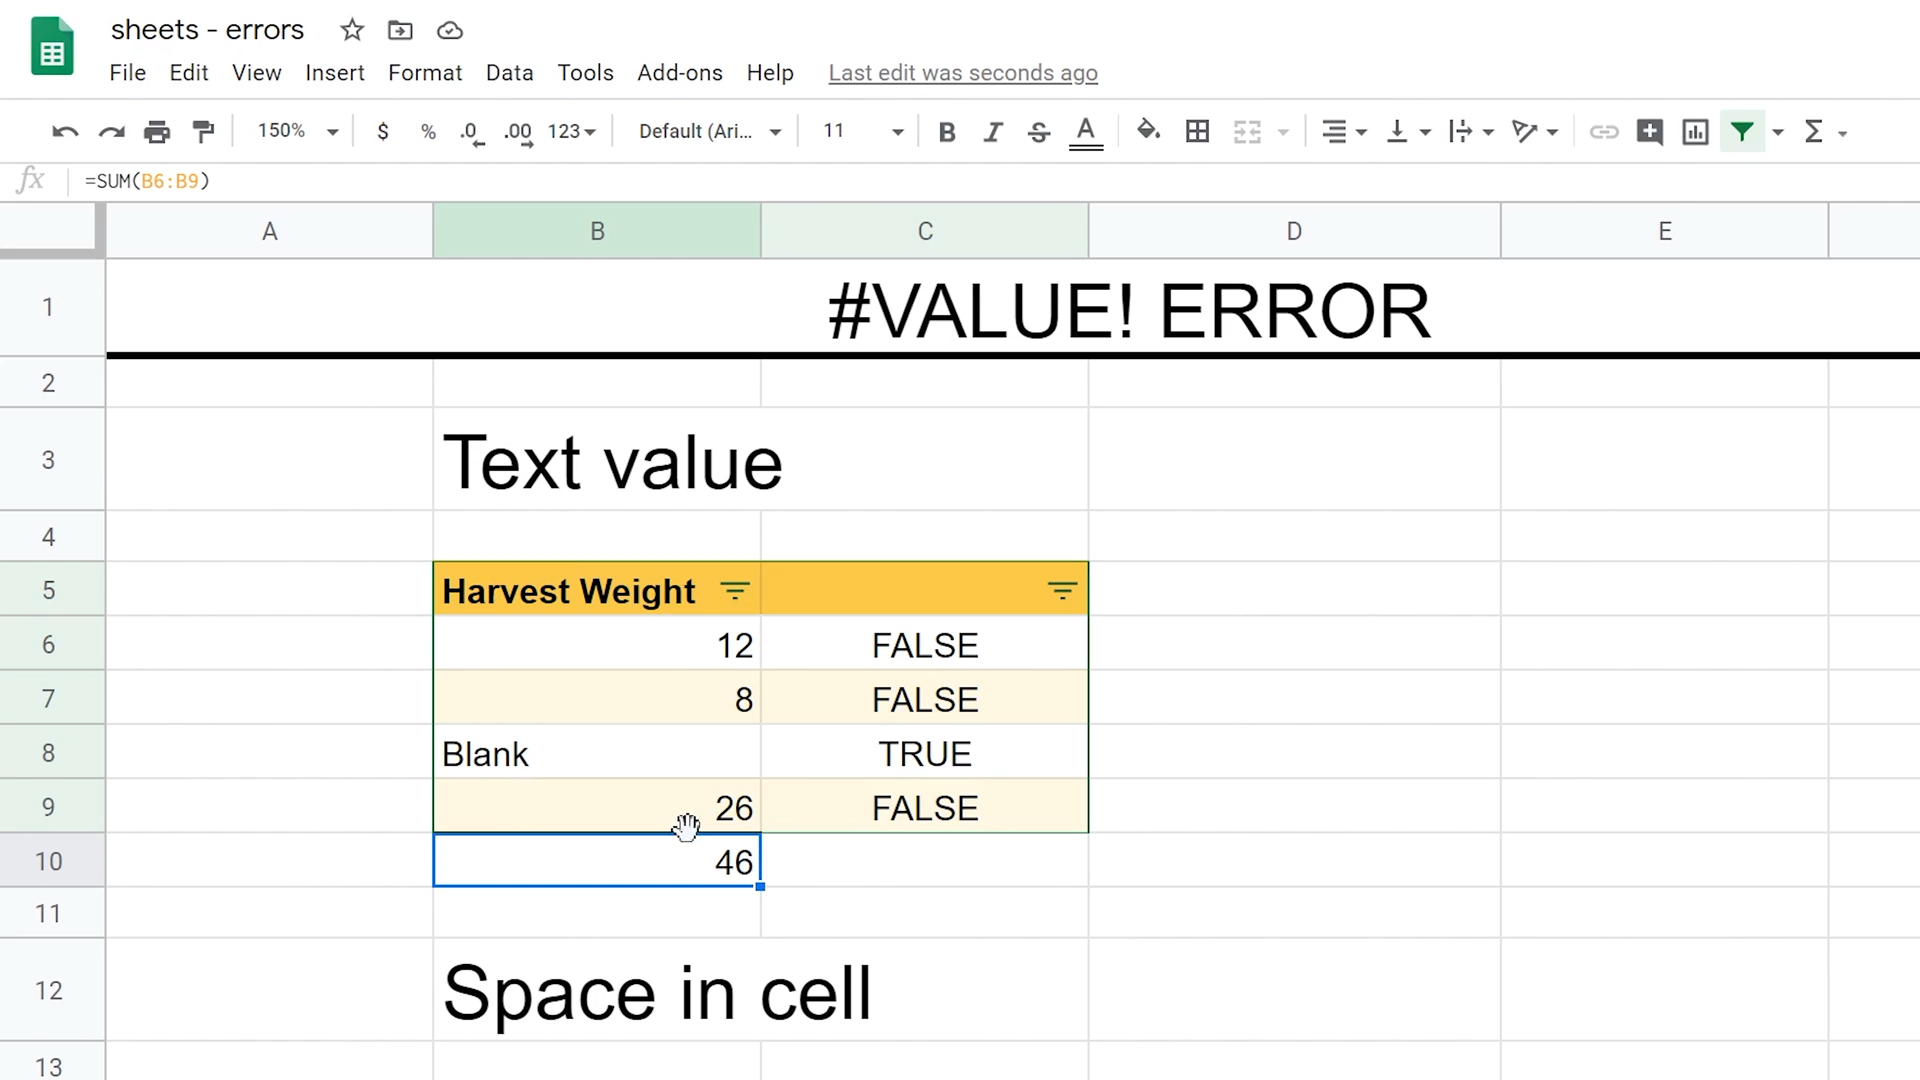 sheets - errors
File Edit View Insert Format Data Tools Add-ons Help Last edit was seconds ago
150% $ % .0 .00 123 Default (Ari... 11 B I S A Σ
fx =SUM(B6:B9)
A B C D E
1 #VALUE! ERROR
2
3 Text value
4
5 Harvest Weight
6 12 FALSE
7 8 FALSE
8 Blank TRUE
9 26 FALSE
10 46
11
12 Space in cell
13